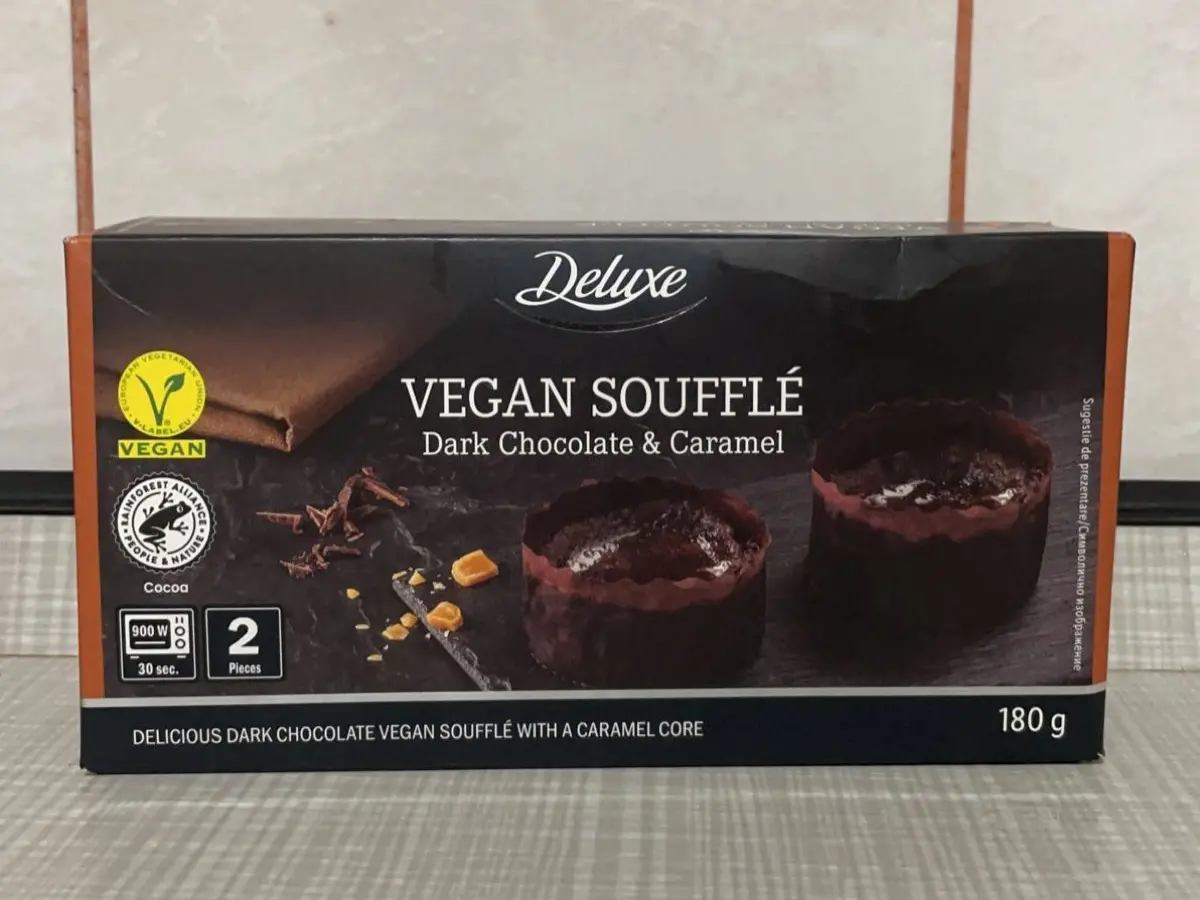 Deluxe
VEGAN SOUFFLÉ
Dark Chocolate & Caramel
EUROPEAN VEGETARIAN UNION
V-LABEL.EU
VEGAN
RAINFOREST ALLIANCE
PEOPLE & NATURE
Cocoa
900 W
30 sec.
2
Pieces
Sugestie de prezentare/Символично изображение
DELICIOUS DARK CHOCOLATE VEGAN SOUFFLÉ WITH A CARAMEL CORE
180 g